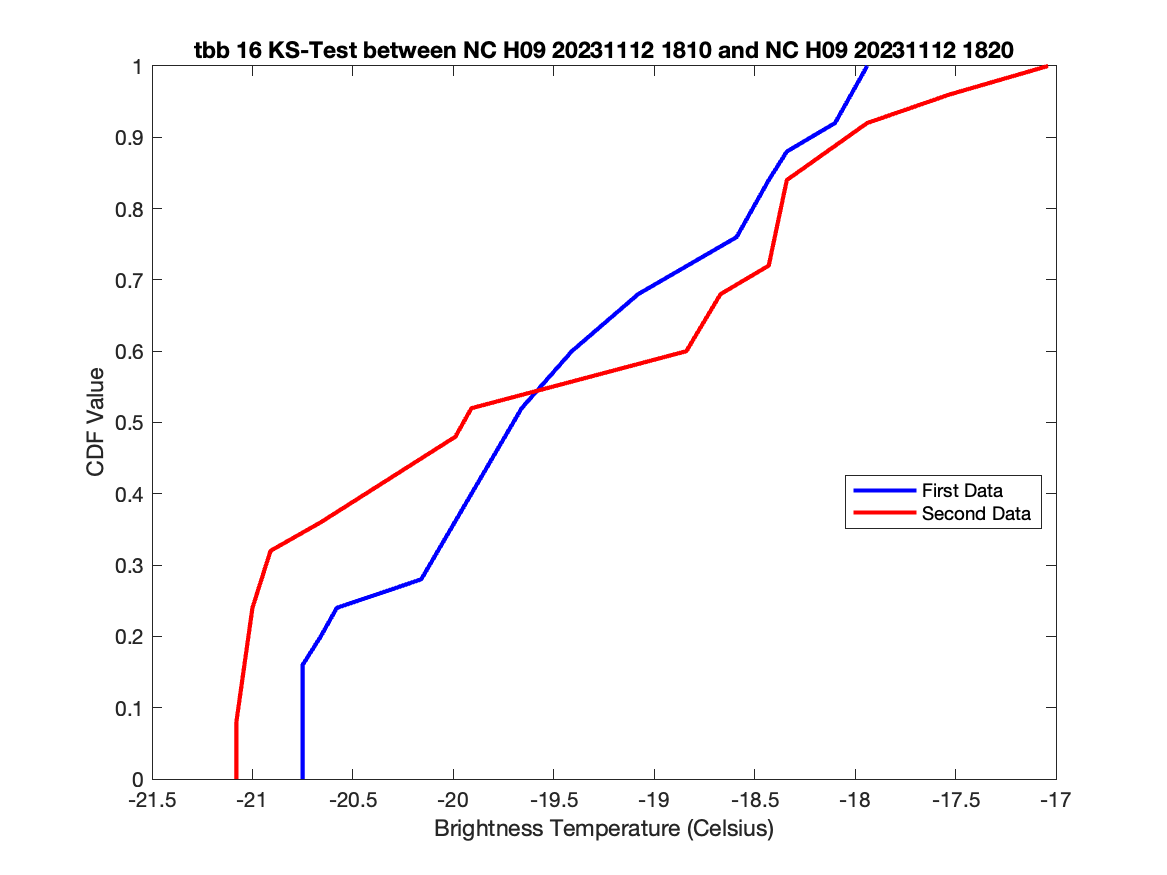 tbb 16 KS-Test between NC H09 20231112 1810 and NC H09 20231112 1820
1
0.9
0.8
0.7
0.6
0.5
0.4
0.3
0.2
0.1
0
CDF Value
First Data
Second Data
-21.5 -21 -20.5 -20 -19.5 -19 -18.5 -18 -17.5 -17
Brightness Temperature (Celsius)